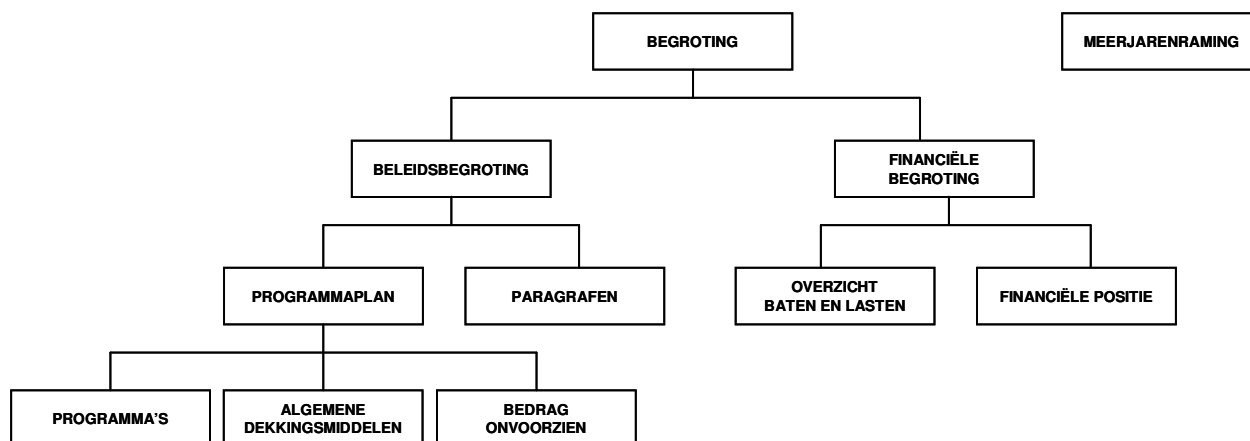 BEGROTING
MEERJARENRAMING
BELEIDSBEGROTING
FINANCIËLE
BEGROTING
PROGRAMMAPLAN
PARAGRAFEN
OVERZICHT
BATEN EN LASTEN
FINANCIËLE POSITIE
PROGRAMMA'S
ALGEMENE
DEKKINGSMIDDELEN
BEDRAG
ONVOORZIEN